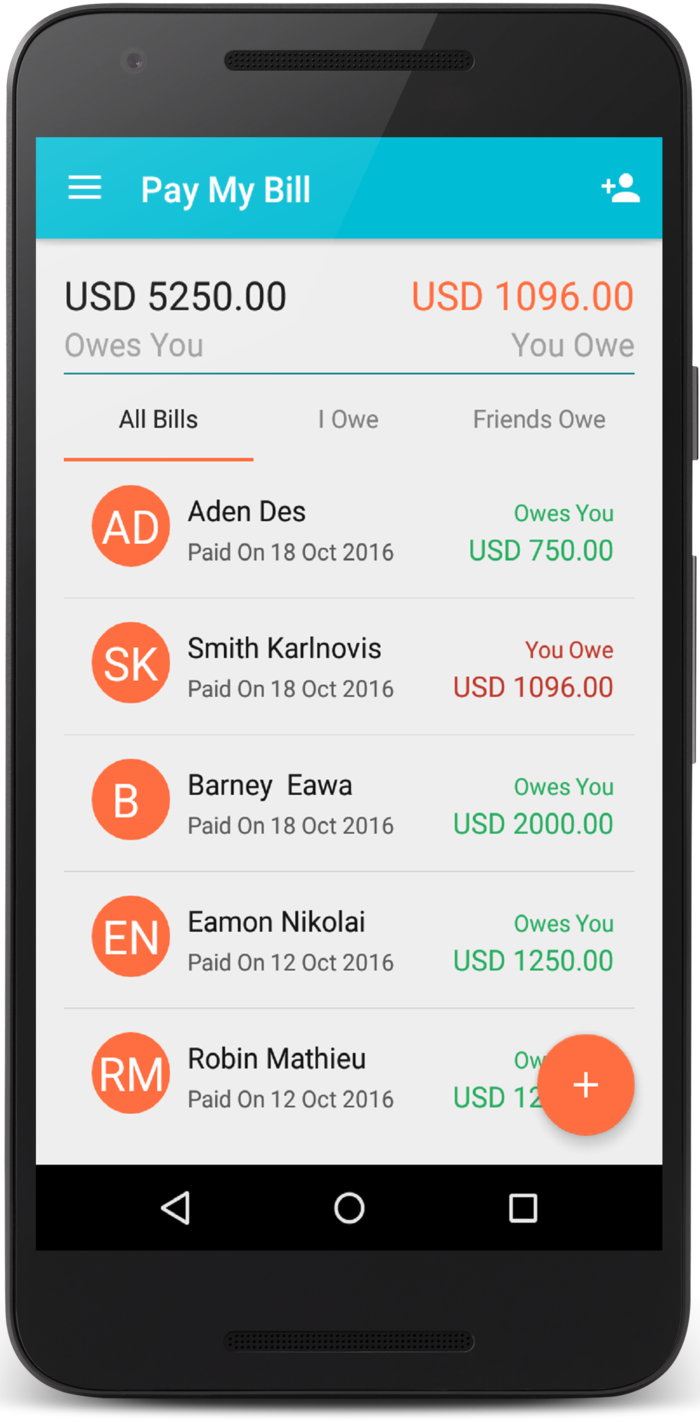 Pay My Bill
USD 5250.00 USD 1096.00
Owes You You Owe
All Bills I Owe Friends Owe
AD Aden Des Owes You
Paid On 18 Oct 2016 USD 750.00
SK Smith Karlnovis You Owe
Paid On 18 Oct 2016 USD 1096.00
B Barney Eawa Owes You
Paid On 18 Oct 2016 USD 2000.00
EN Eamon Nikolai Owes You
Paid On 12 Oct 2016 USD 1250.00
RM Robin Mathieu
Paid On 12 Oct 2016 USD